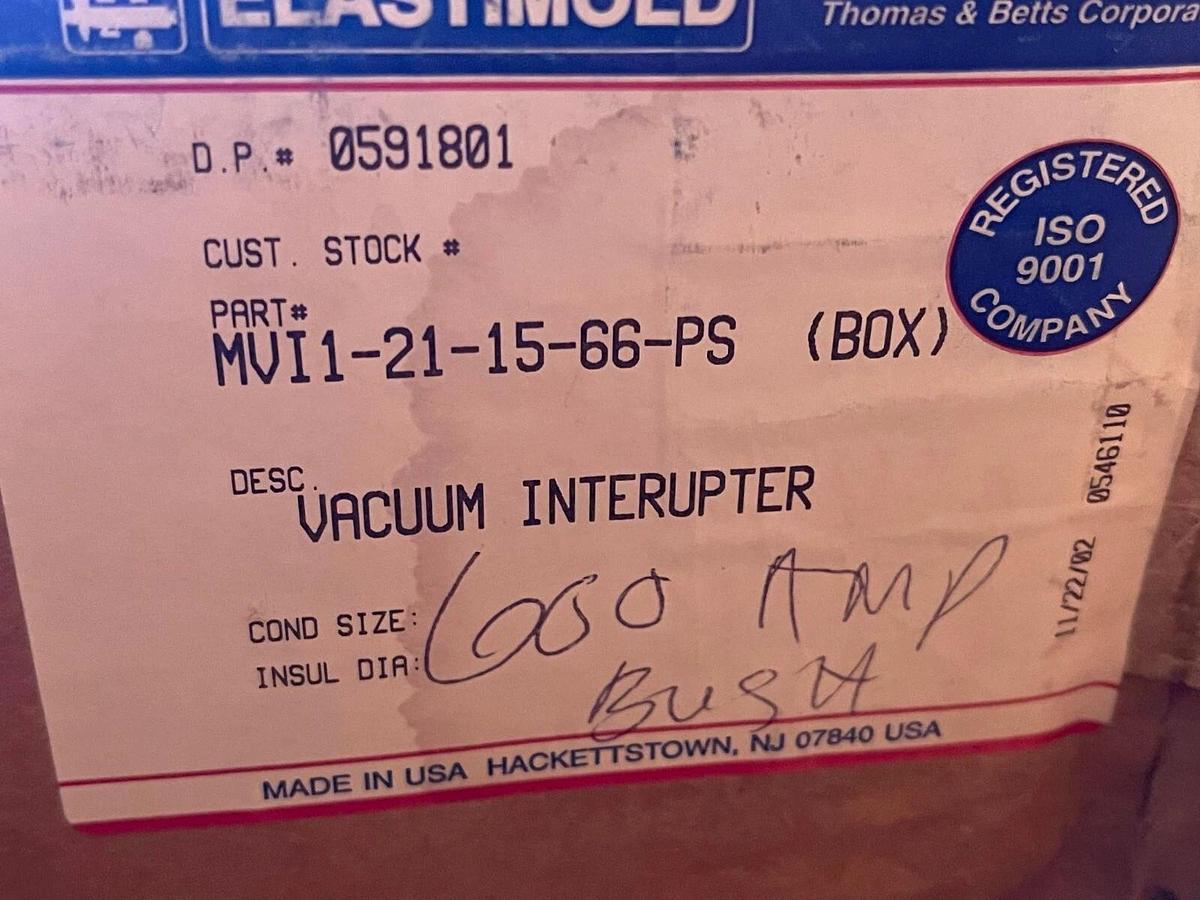 ELASTIMOLD
Thomas & Betts Corpora
D.P.# 0591801
CUST. STOCK #
PART#
MVI1-21-15-66-PS (BOX)
REGISTERED
ISO
9001
COMPANY
DESC.
VACUUM INTERUPTER
COND SIZE: 600 AMP
INSUL DIA:
BUSH
11/22/02 0546110
MADE IN USA HACKETTSTOWN, NJ 07840 USA